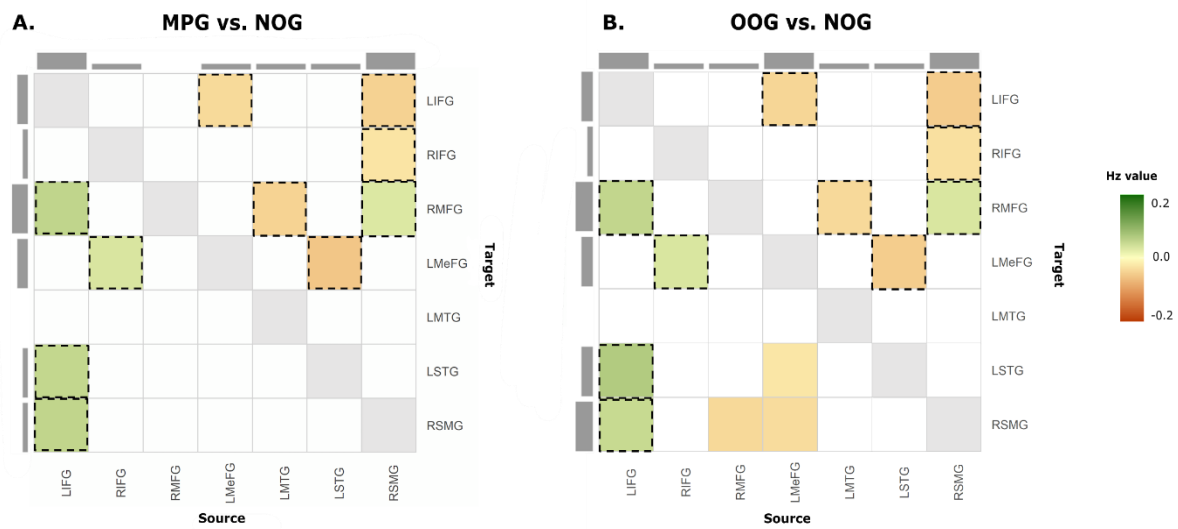 A.
MPG vs. NOG
LIFG
RIFG
RMFG
LMeFG
LMTG
LSTG
RSMG
Target
LIFG
RIFG
RMFG
LMeFG
LMTG
LSTG
RSMG
Source
B.
OOG vs. NOG
LIFG
RIFG
RMFG
LMeFG
LMTG
LSTG
RSMG
Target
LIFG
RIFG
RMFG
LMeFG
LMTG
LSTG
RSMG
Source
Hz value
0.2
0.0
-0.2